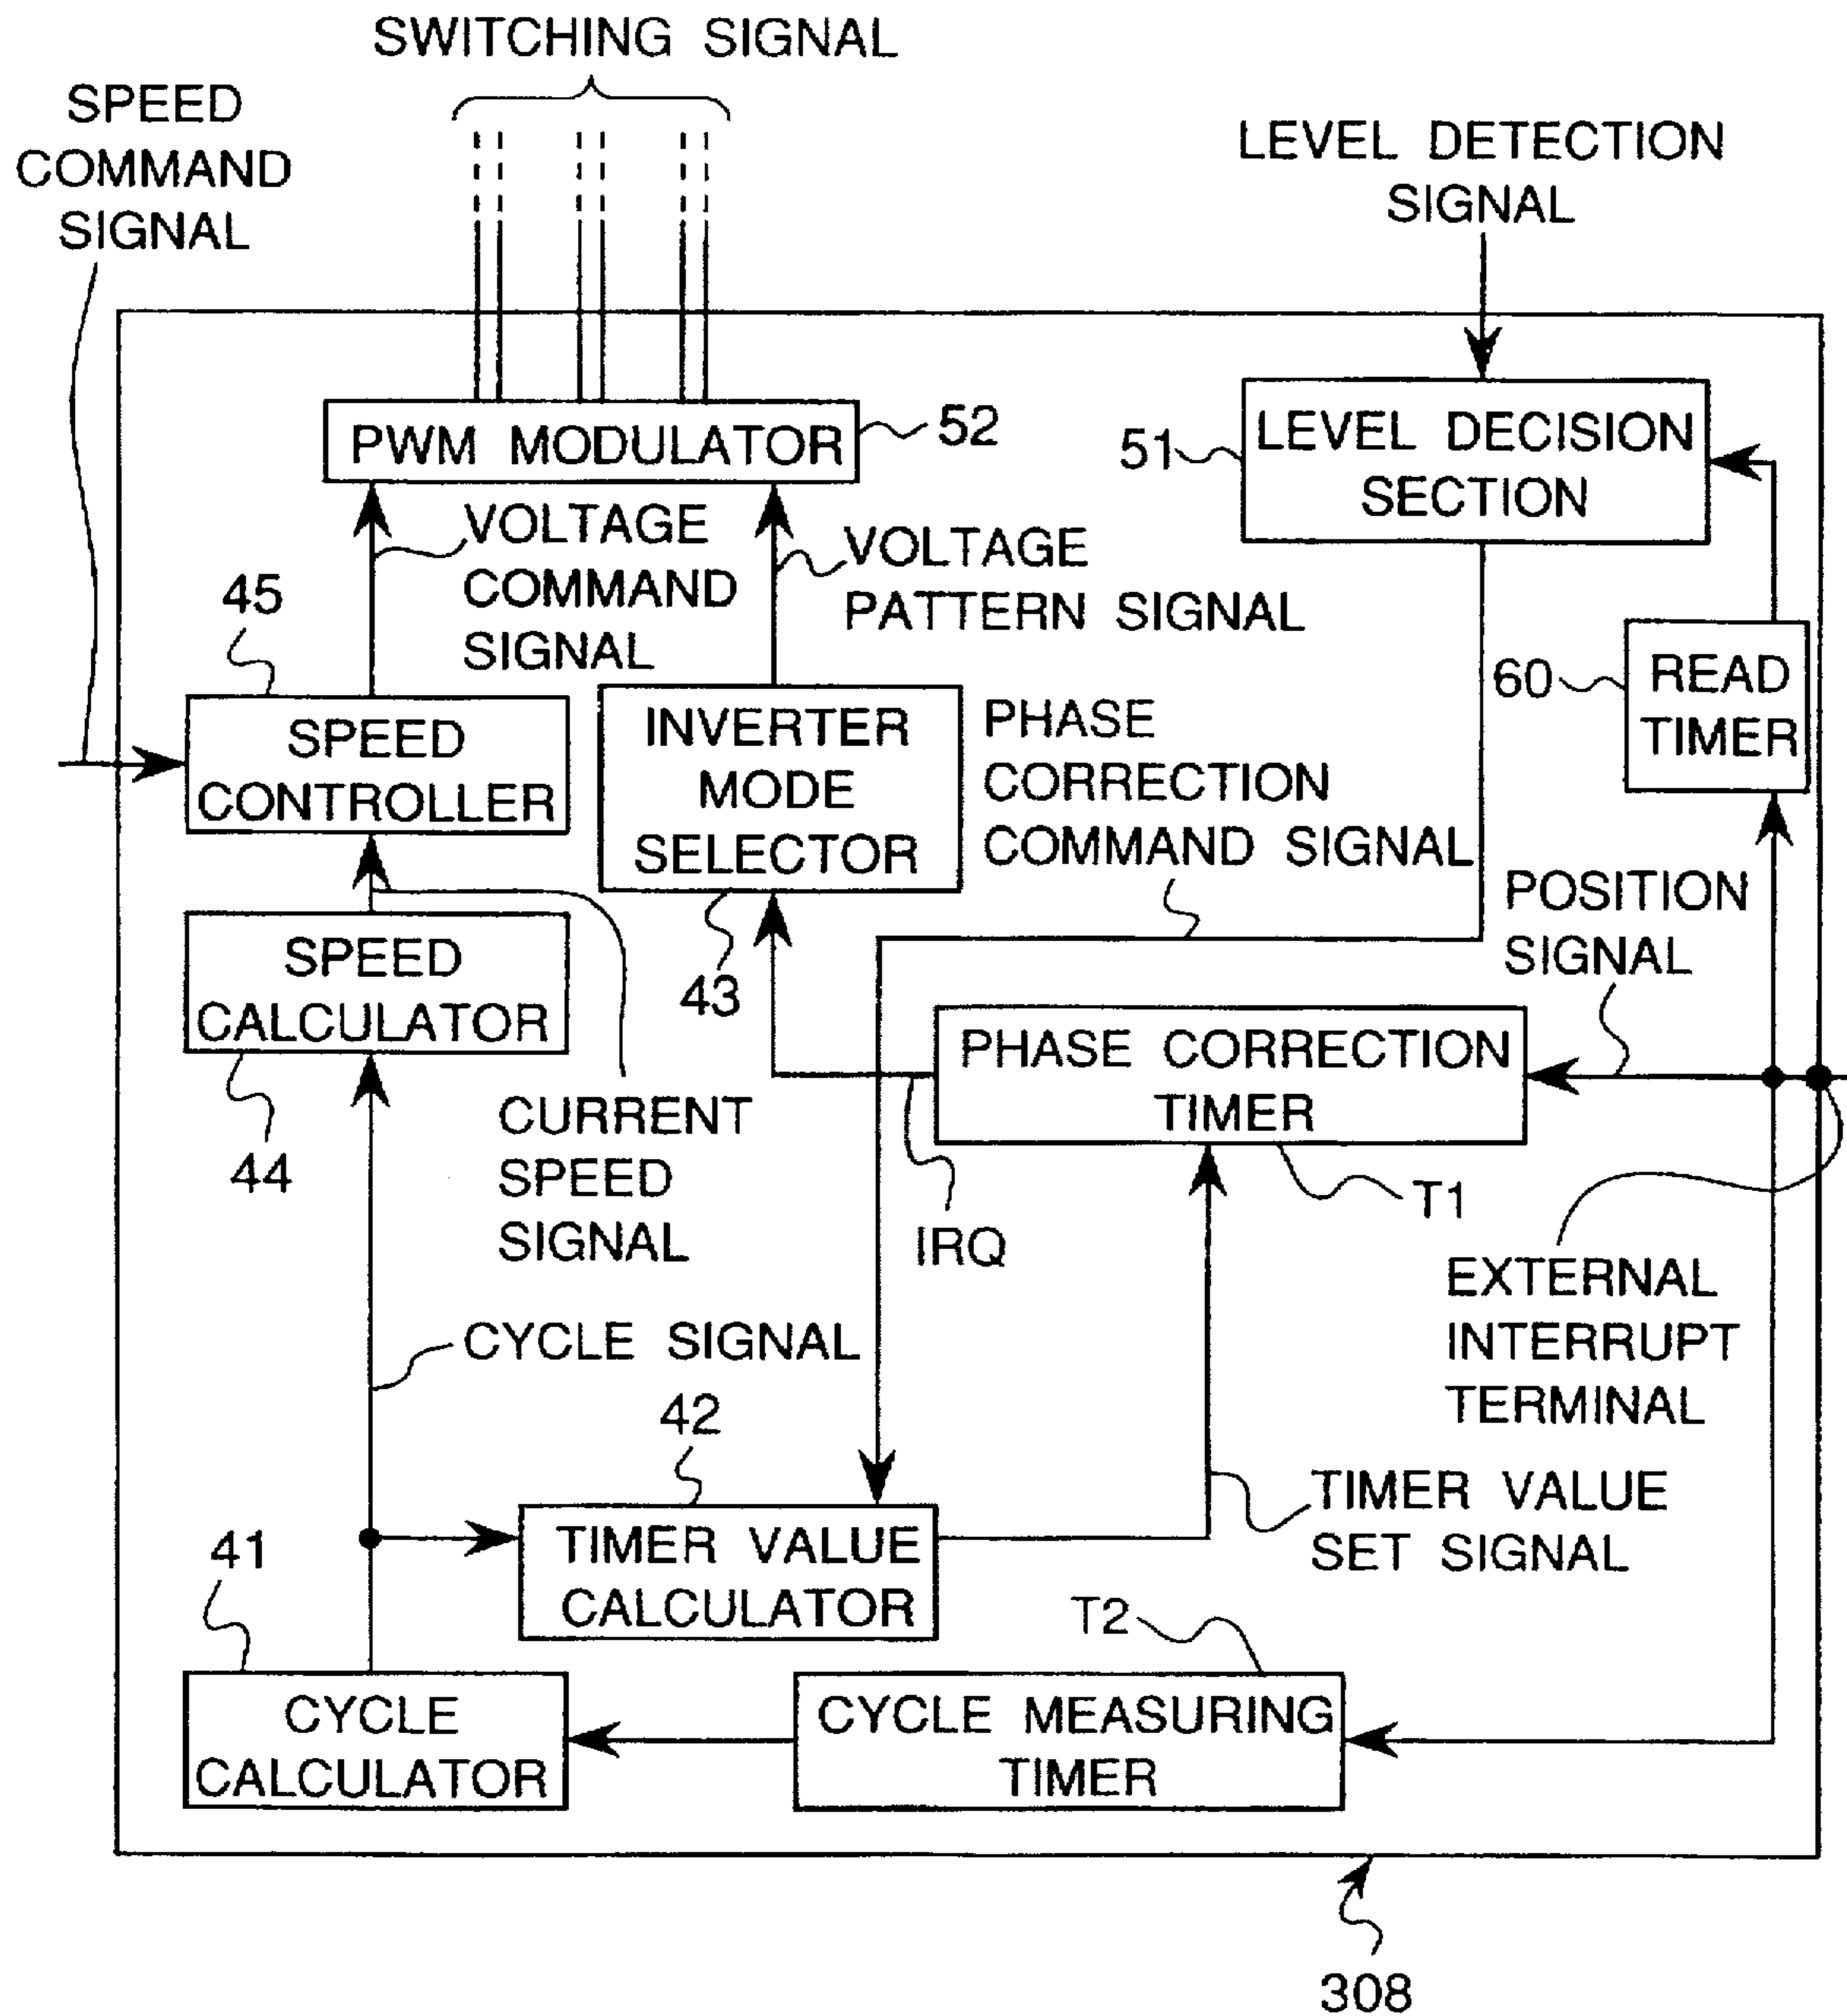 SWITCHING SIGNAL
SPEED
COMMAND
SIGNAL
LEVEL DETECTION
SIGNAL
PWM MODULATOR
52
51
LEVEL DECISION
SECTION
VOLTAGE
COMMAND
SIGNAL
VOLTAGE
PATTERN SIGNAL
45
SPEED
CONTROLLER
INVERTER
MODE
SELECTOR
43
PHASE
CORRECTION
COMMAND SIGNAL
60
READ
TIMER
POSITION
SIGNAL
SPEED
CALCULATOR
44
CURRENT
SPEED
SIGNAL
PHASE CORRECTION
TIMER
T1
IRQ
EXTERNAL
INTERRUPT
TERMINAL
CYCLE SIGNAL
42
TIMER VALUE
CALCULATOR
TIMER VALUE
SET SIGNAL
41
CYCLE
CALCULATOR
T2
CYCLE MEASURING
TIMER
308